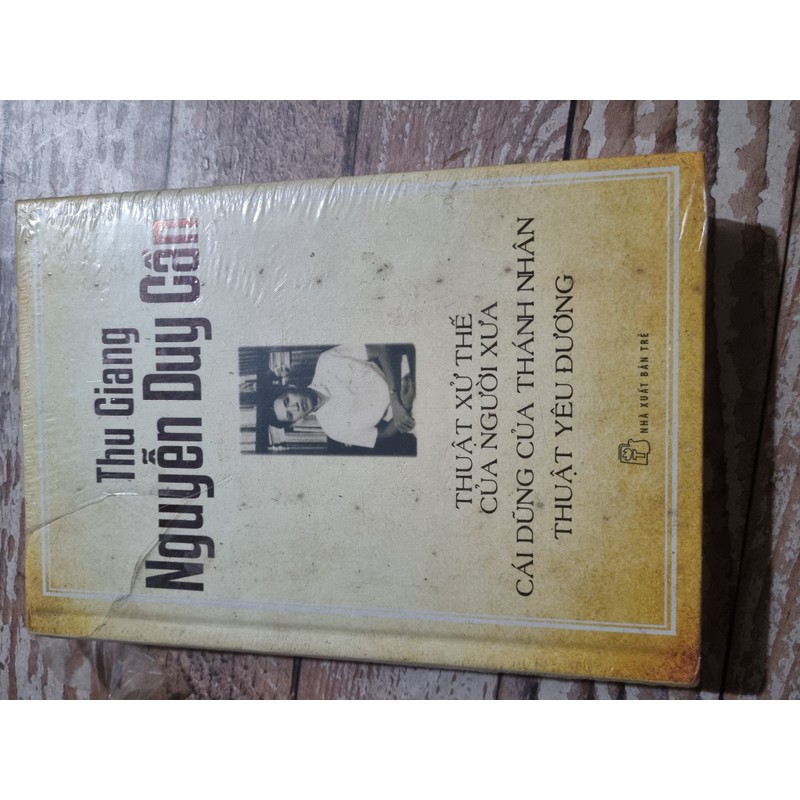 Thu Giang
Nguyễn Duy Cần
THUẬT XỬ THẾ
CỦA NGƯỜI XƯA
CÁI DŨNG CỦA THÁNH NHÂN
THUẬT YÊU ĐƯƠNG
NHÀ XUẤT BẢN TRẺ